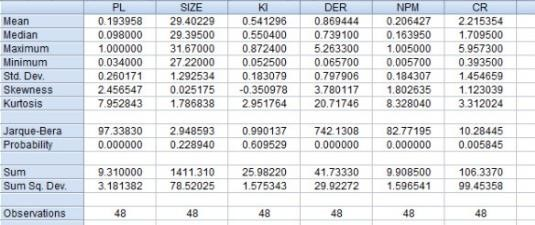 PL SIZE KI DER NPM CR
Mean 0.193958 29.40229 0.541296 0.869444 0.206427 2.215354
Median 0.098000 29.39500 0.550400 0.739100 0.163950 1.709500
Maximum 1.000000 31.67000 0.872400 5.263300 1.005000 5.957300
Minimum 0.034000 27.22000 0.052500 0.065700 0.005700 0.393500
Std. Dev. 0.260171 1.292534 0.183079 0.797906 0.184307 1.454659
Skewness 2.456547 0.025175 -0.350978 3.780117 1.802635 1.123039
Kurtosis 7.952843 1.786838 2.951764 20.71746 8.328040 3.312024
Jarque-Bera 97.33830 2.948593 0.990137 742.1308 82.77195 10.28445
Probability 0.000000 0.228940 0.609529 0.000000 0.000000 0.005845
Sum 9.310000 1411.310 25.98220 41.73330 9.908500 106.3370
Sum Sq. Dev. 3.181382 78.52025 1.575343 29.92272 1.596541 99.45358
Observations 48 48 48 48 48 48